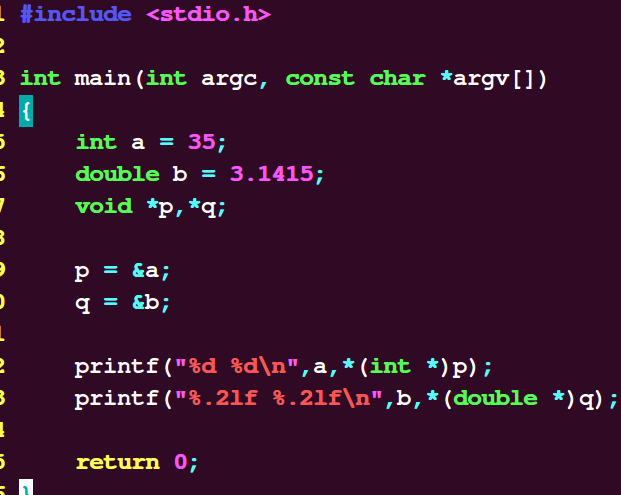 1 #include <stdio.h>
2
3 int main(int argc, const char *argv[])
4 {
5     int a = 35;
6     double b = 3.1415;
7     void *p,*q;
8
9     p = &a;
0     q = &b;
1
2     printf("%d %d\n",a,*(int *)p);
3     printf("%.2lf %.2lf\n",b,*(double *)q);
4
5     return 0;
6 }